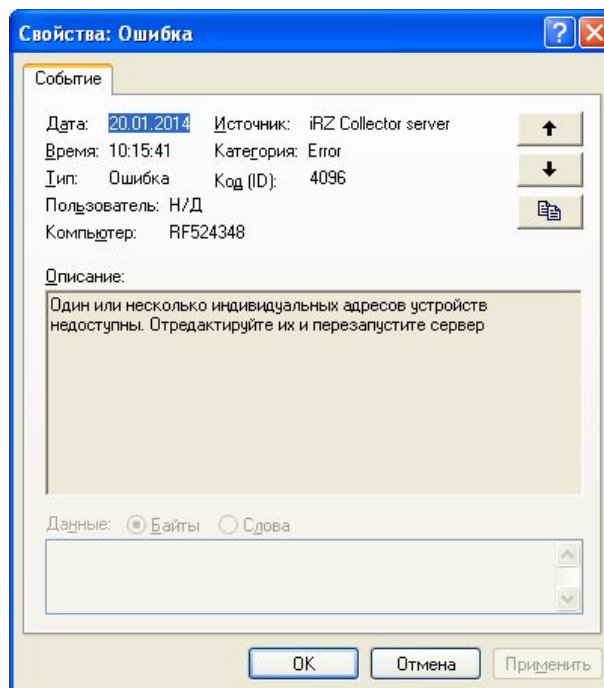 Свойства: Ошибка
Событие
Дата: 20.01.2014 Источник: iRZ Collector server
Время: 10:15:41 Категория: Error
Тип: Ошибка Код (ID): 4096
Пользователь: Н/Д
Компьютер: RF524348
Описание:
Один или несколько индивидуальных адресов устройств
недоступны. Отредактируйте их и перезапустите сервер
Данные: Байты Слова
ОК Отмена Применить